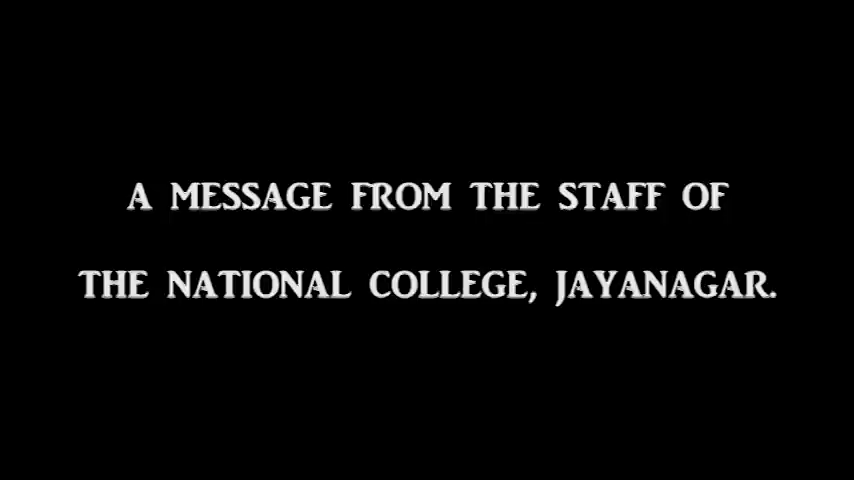 A MESSAGE FROM THE STAFF OF
THE NATIONAL COLLEGE, JAYANAGAR.